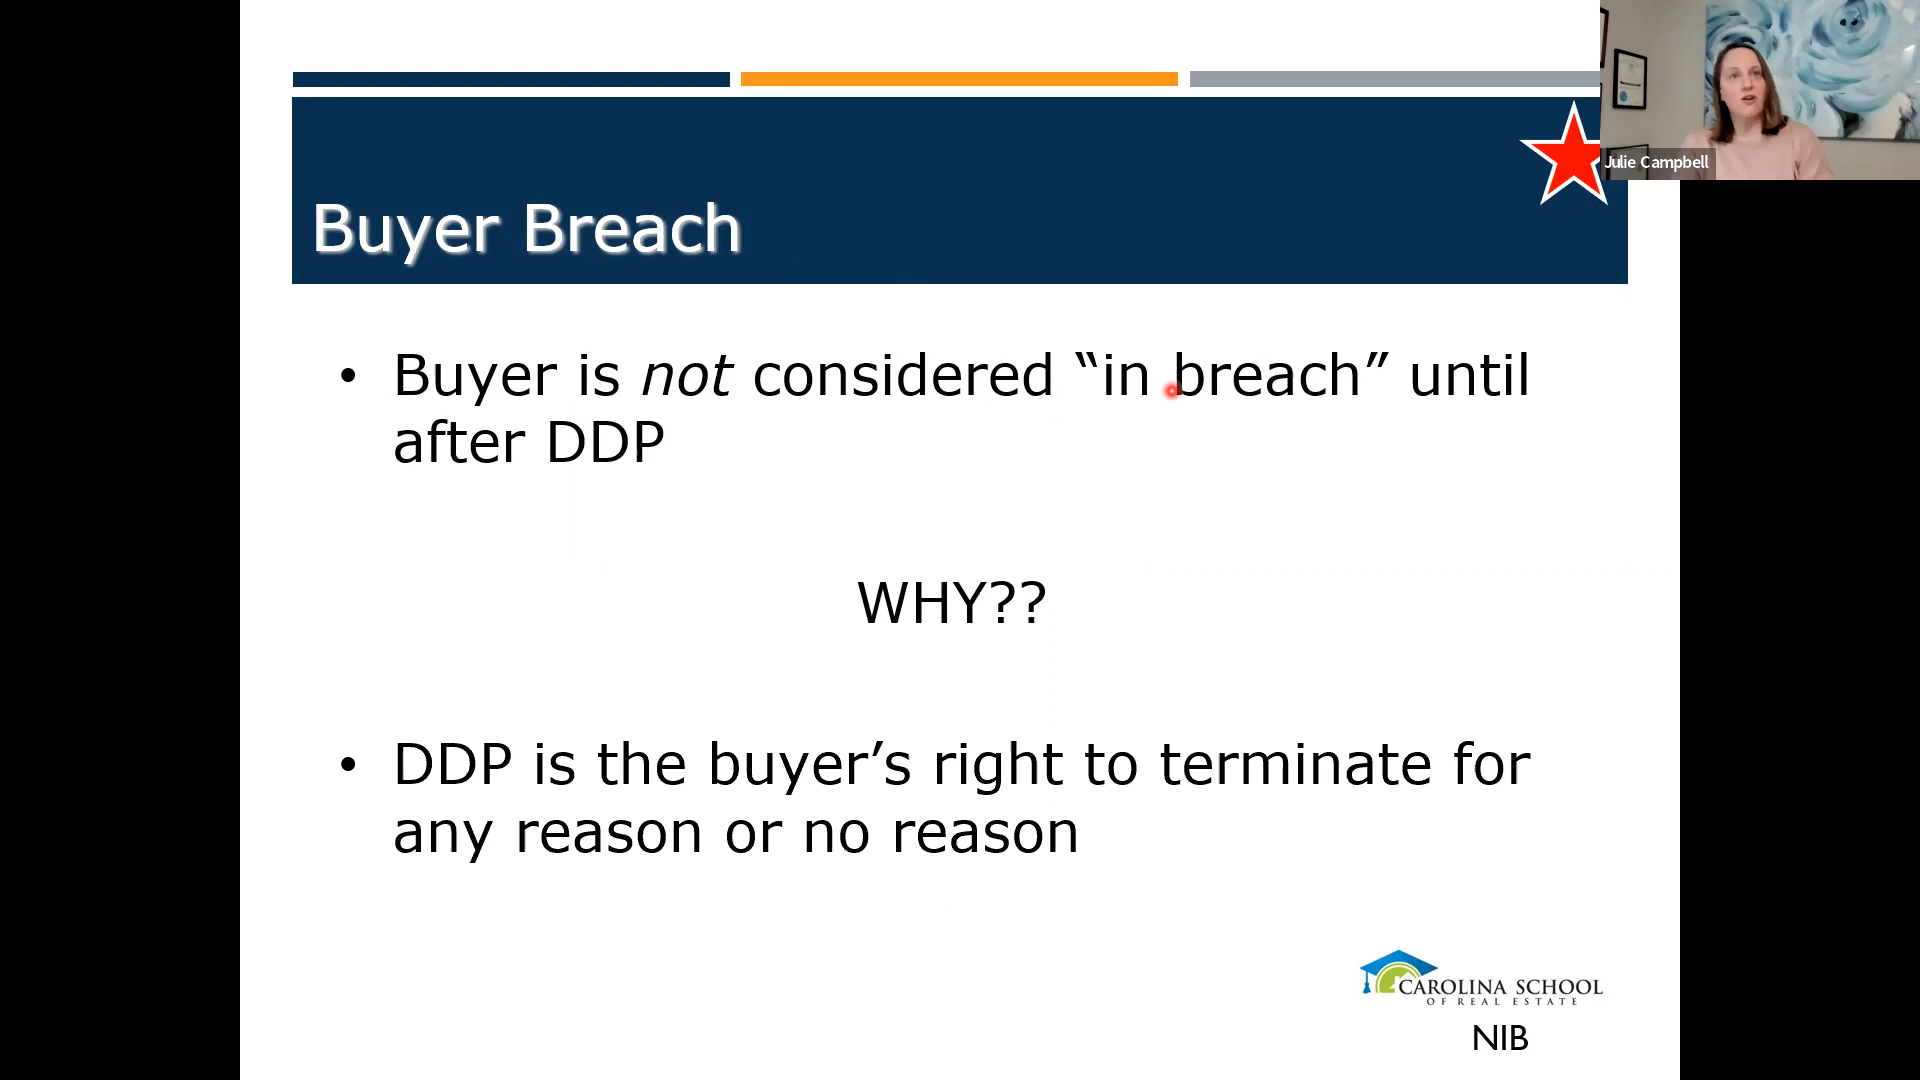 Julie Campbell
Buyer Breach
• Buyer is not considered “in breach” until
after DDP
WHY??
• DDP is the buyer’s right to terminate for
any reason or no reason
CAROLINA SCHOOL
OF REAL ESTATE
NIB